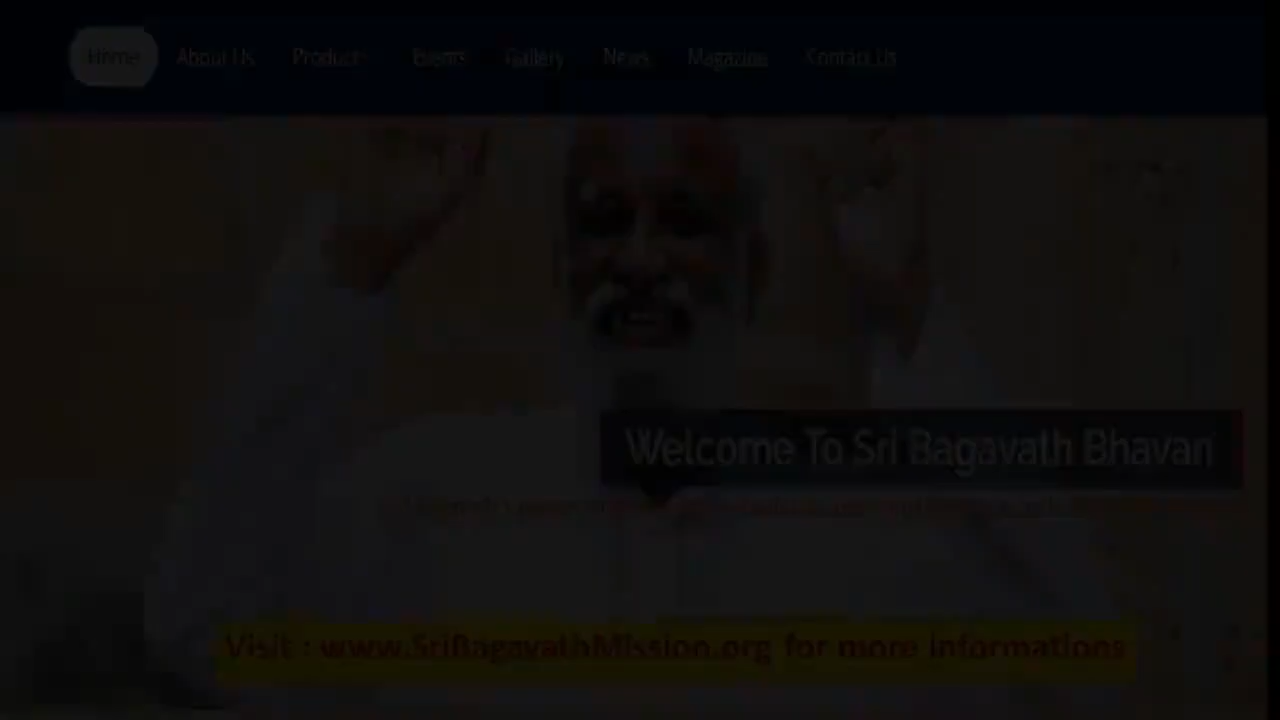 Home About Us Products Events Gallery News Magazine Contact Us
Welcome To Sri Bagavath Bhavan
Visit : www.SriBagavathMission.org for more informations